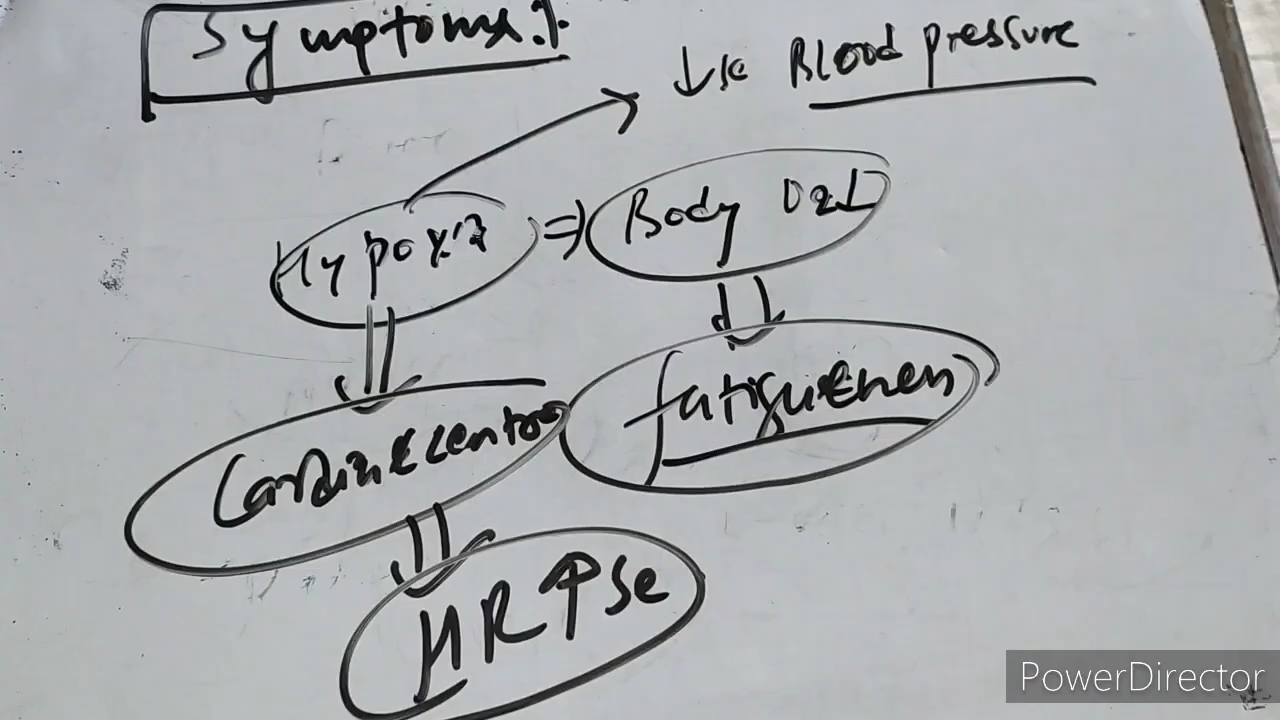 Symptoms:
↓se Blood pressure
Hypoxia ⇒ Body O2↓
fatigueness
Cardiac centre
HR ↑se
PowerDirector